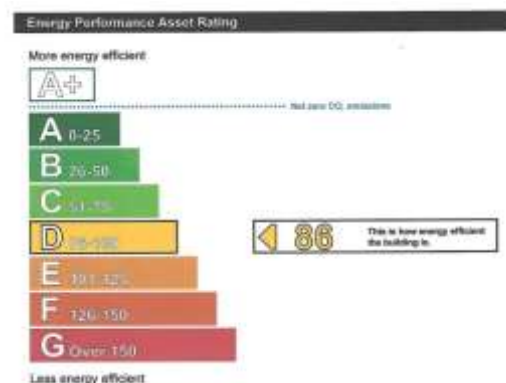 Energy Performance Asset Rating
More energy efficient
A+
Net zero CO₂ emissions
A 0-25
B 26-50
C 51-75
D 76-100
86 This is how energy efficient
the building is.
E 101-125
F 126-150
G Over 150
Less energy efficient